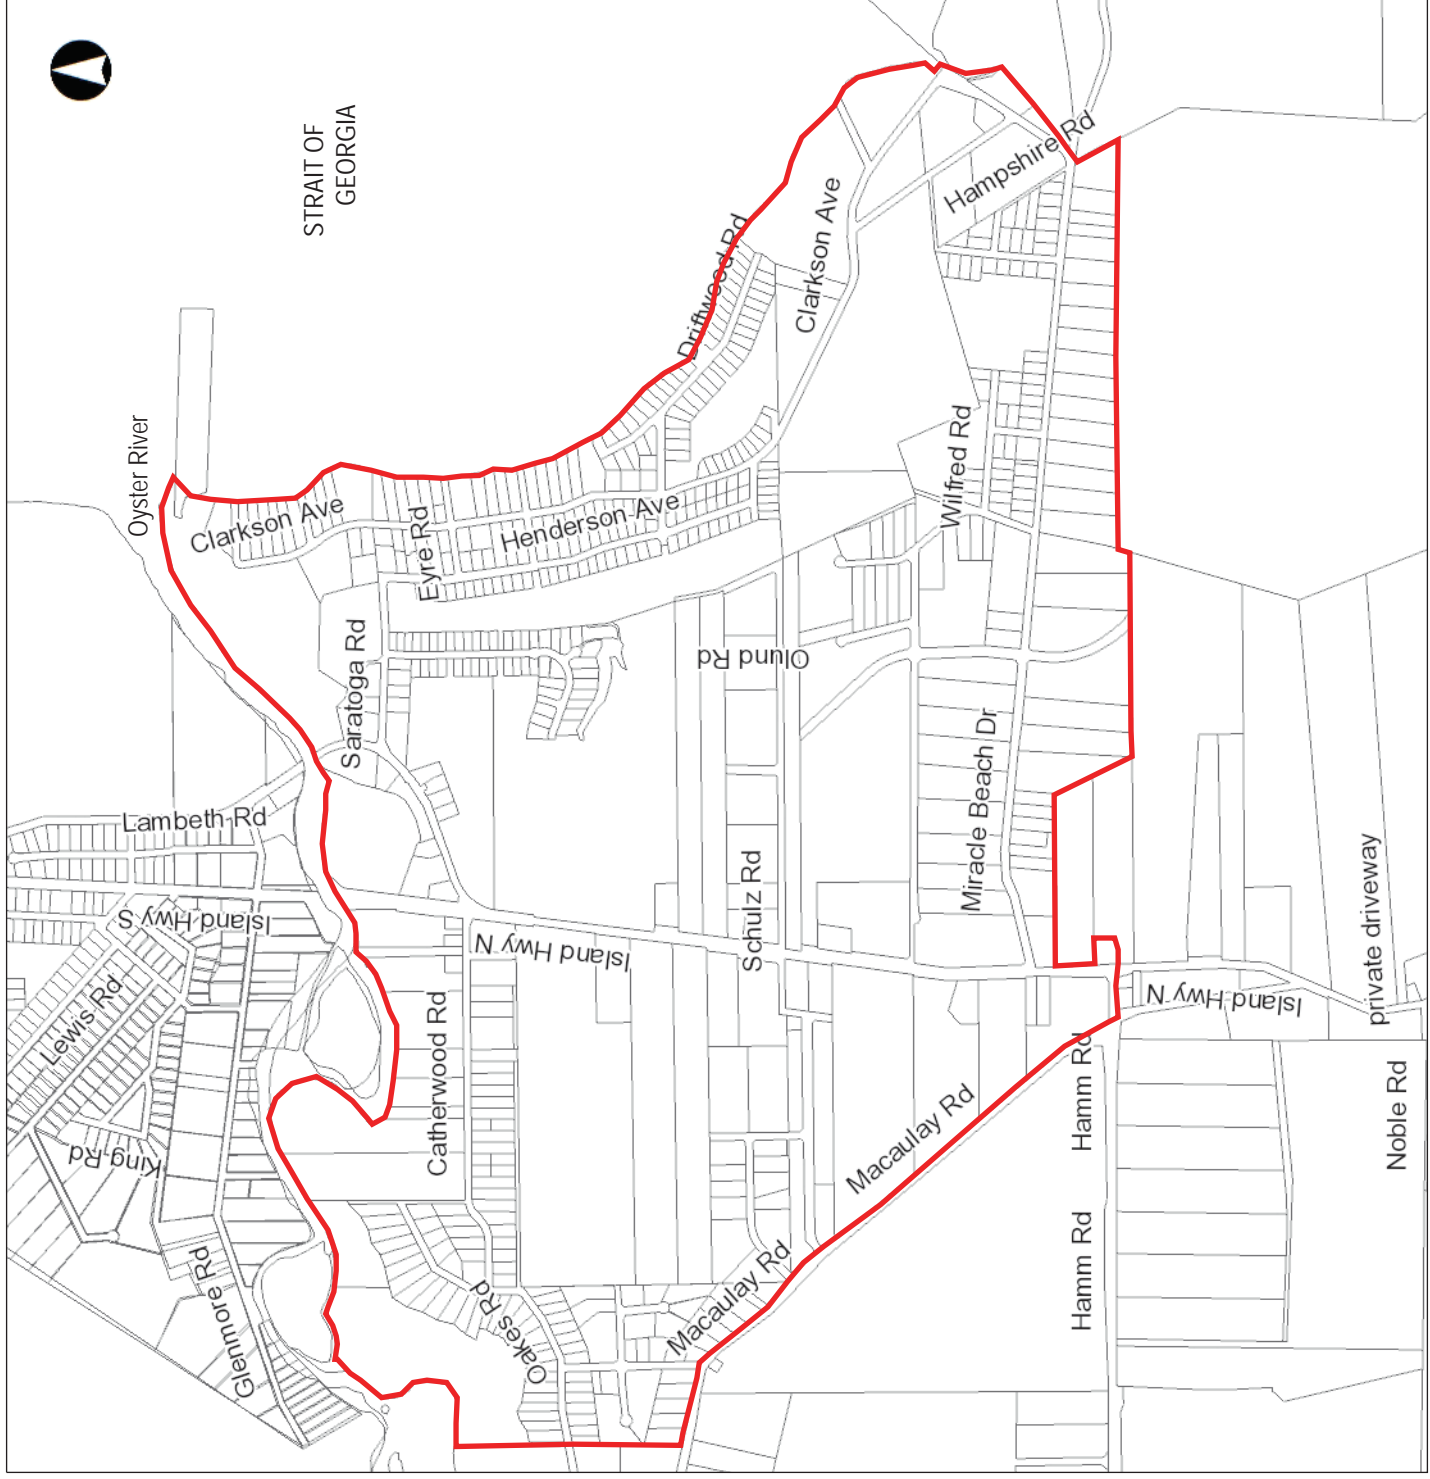 STRAIT OF
GEORGIA
Oyster River
Driftwood Rd
Clarkson Ave
Hampshire Rd
Clarkson Ave
Eyre Rd
Henderson Ave
Wilfred Rd
Saratoga Rd
Olund Rd
Miracle Beach Dr
Lambeth Rd
Island Hwy S
Island Hwy N
Schulz Rd
private driveway
Lewis Rd
Catherwood Rd
Island Hwy N
King Rd
Macaulay Rd
Hamm Rd
Noble Rd
Glenmore Rd
Oakes Rd
Macaulay Rd
Hamm Rd